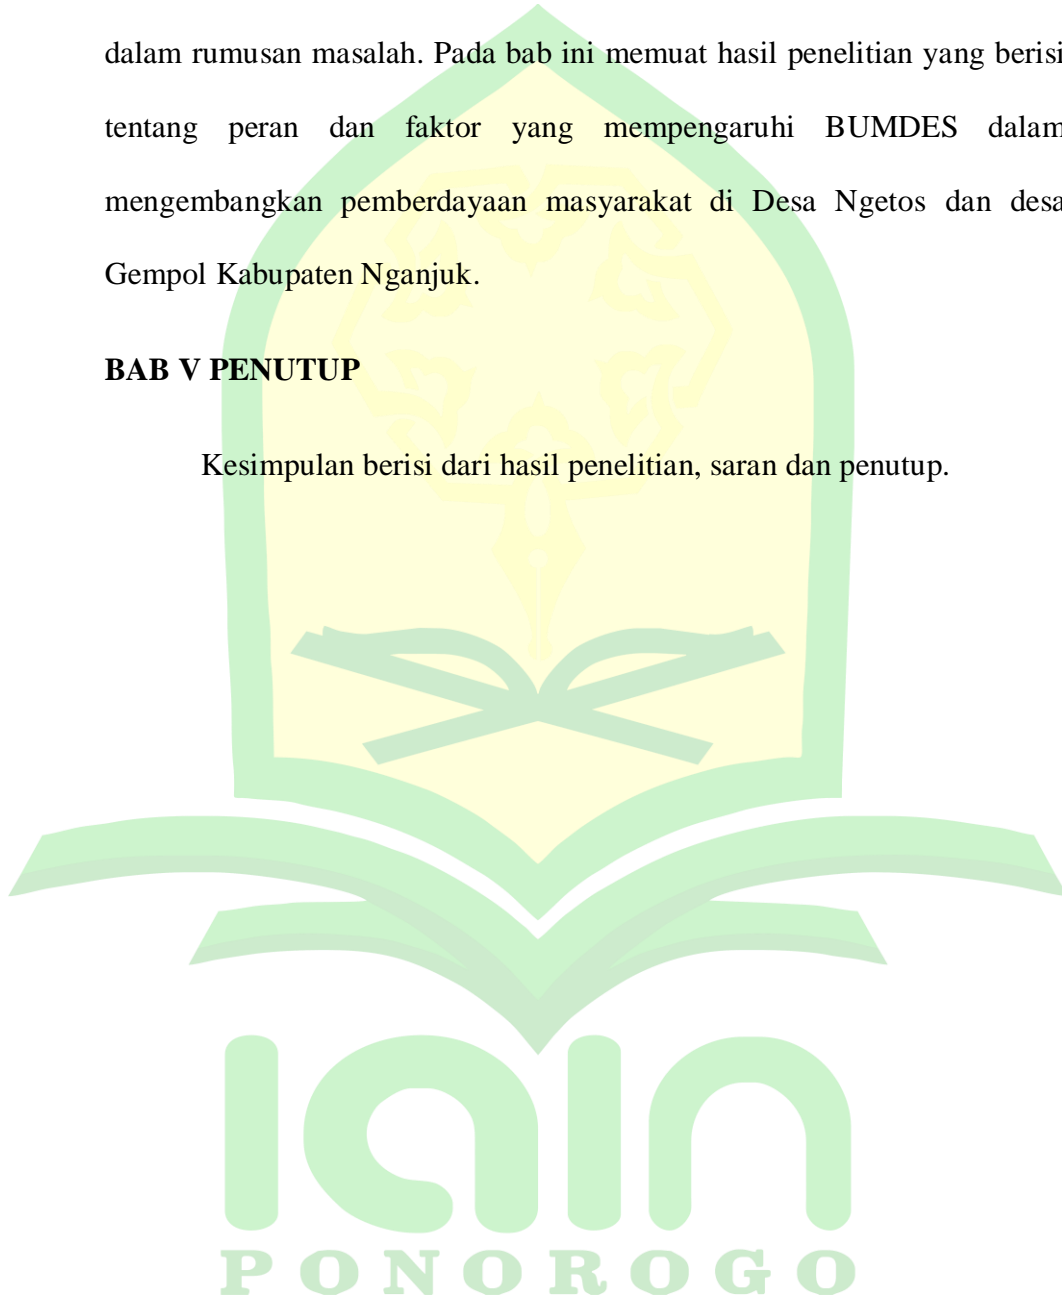 dalam rumusan masalah. Pada bab ini memuat hasil penelitian yang berisi
tentang peran dan faktor yang mempengaruhi BUMDES dalam
mengembangkan pemberdayaan masyarakat di Desa Ngetos dan desa
Gempol Kabupaten Nganjuk.
BAB V PENUTUP
Kesimpulan berisi dari hasil penelitian, saran dan penutup.
IAIN
PONOROGO